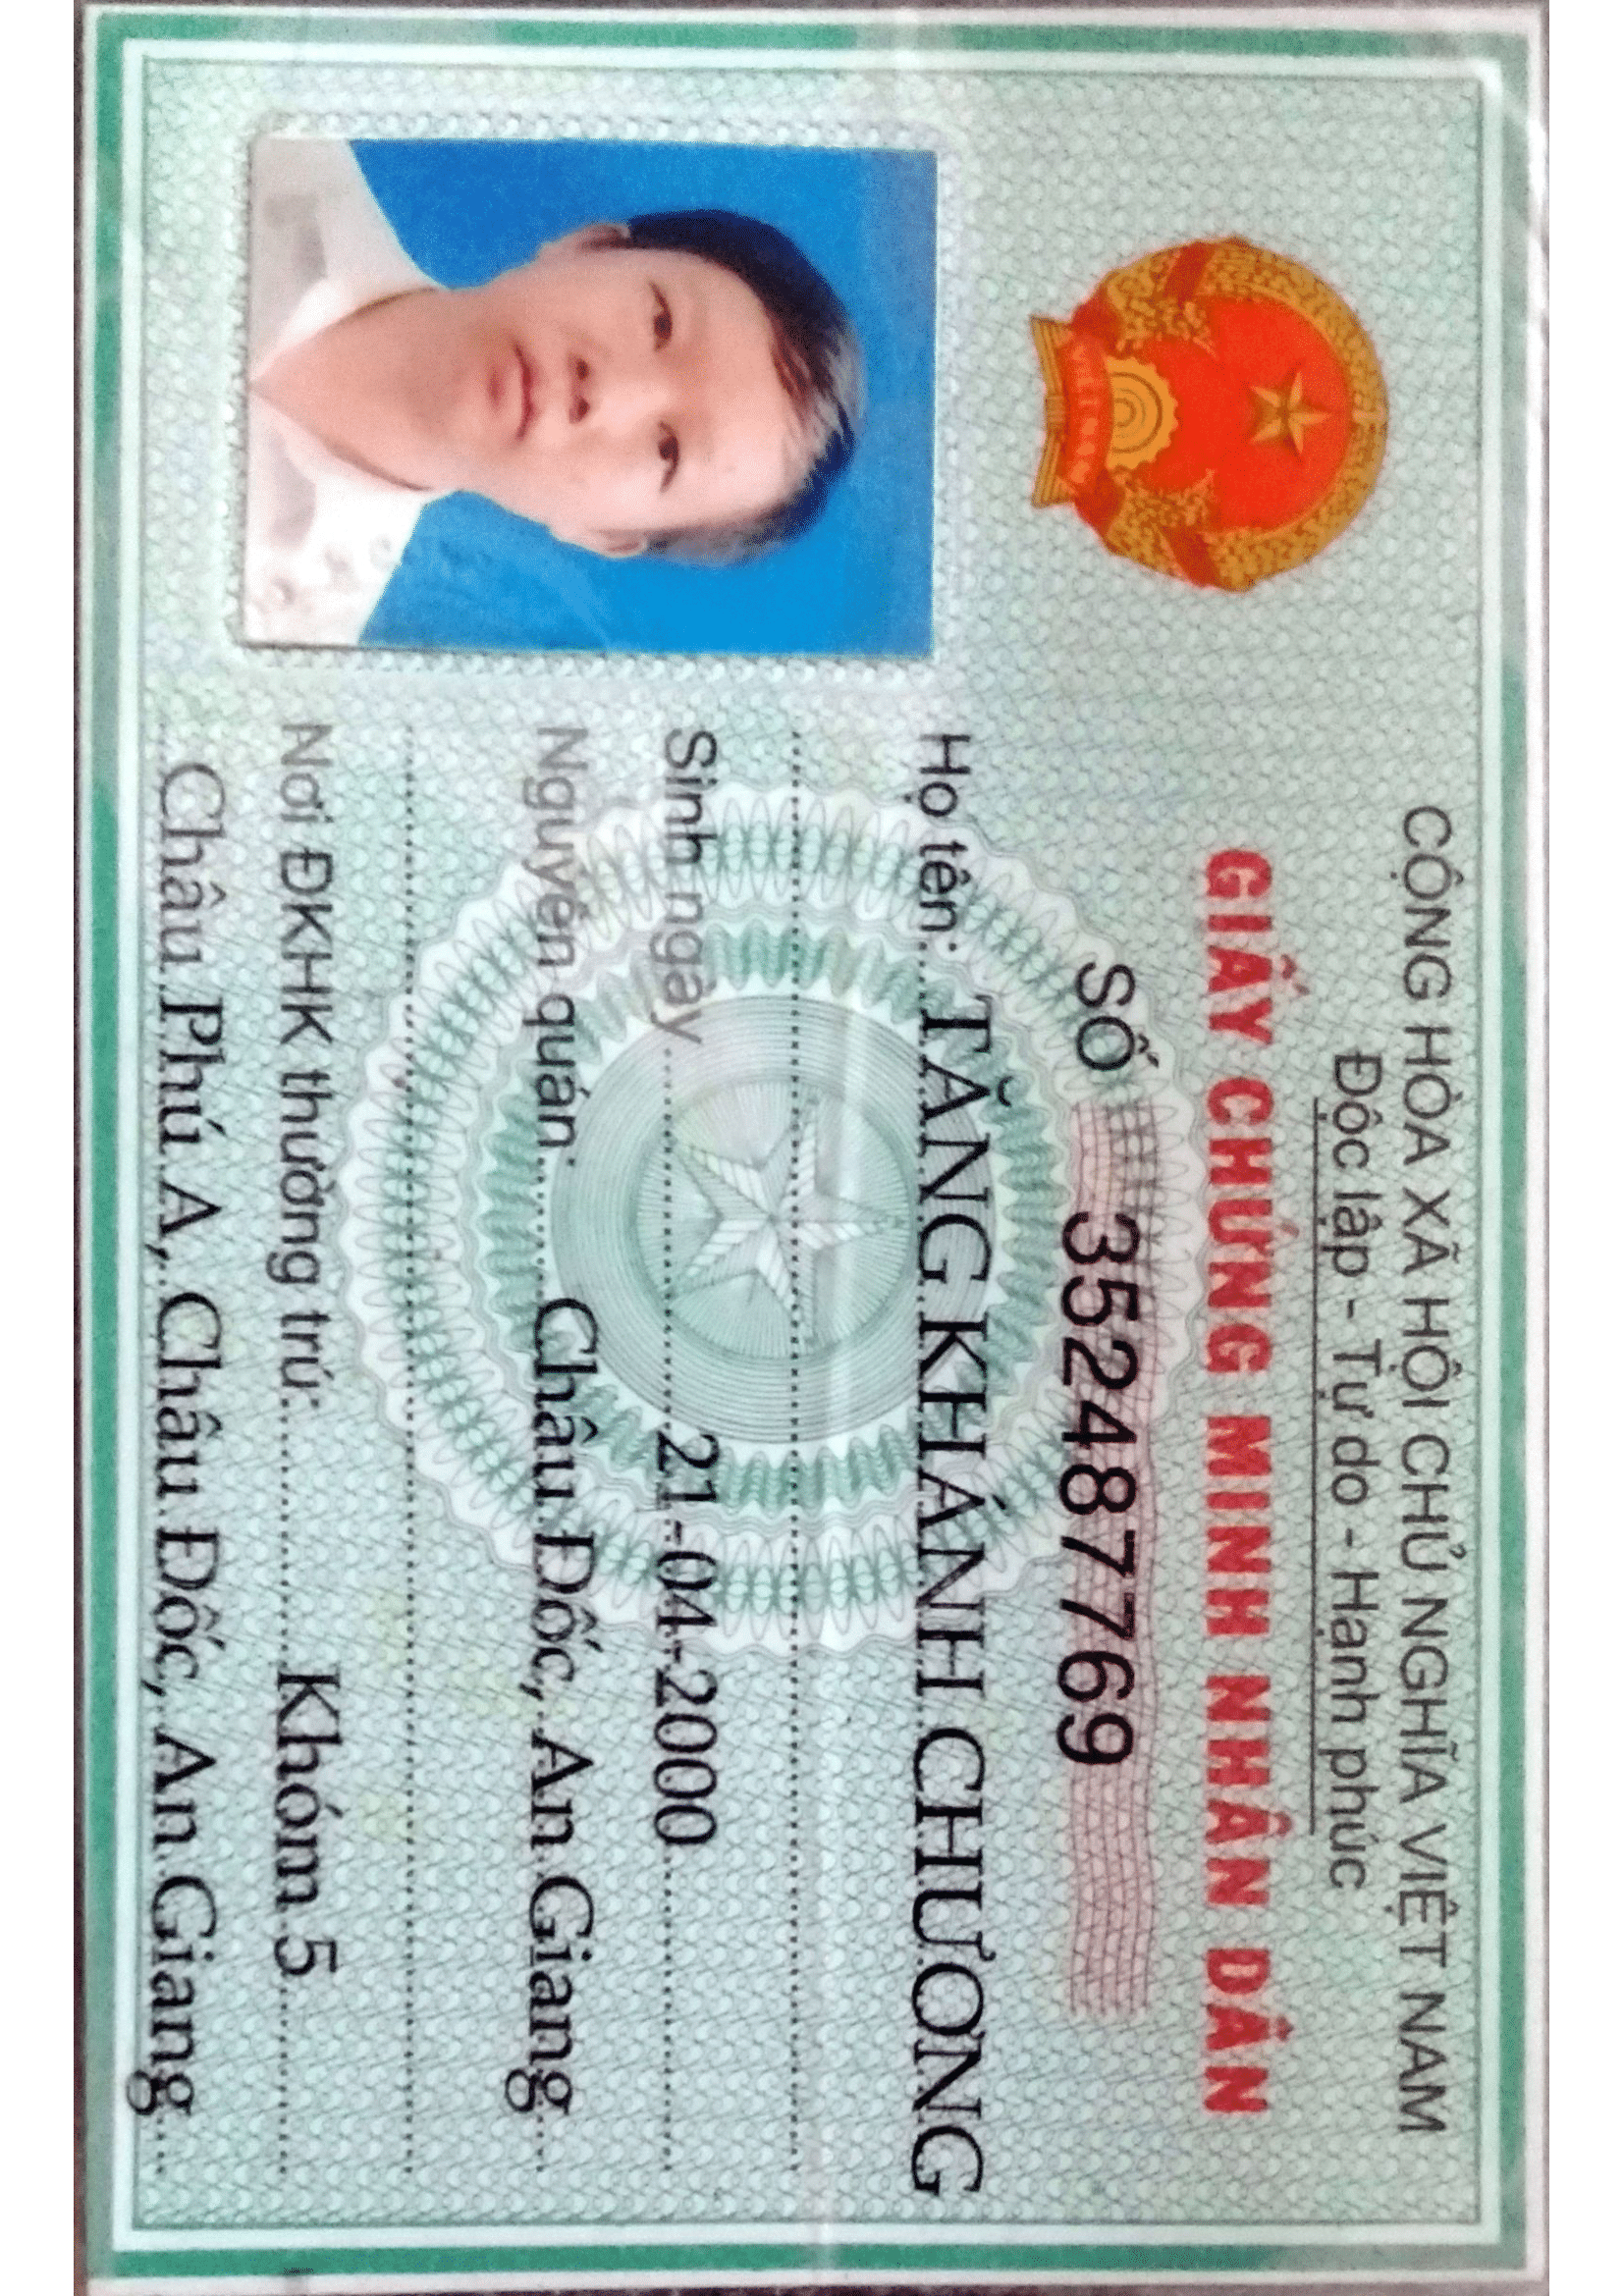 CỘNG HÒA XÃ HỘI CHỦ NGHĨA VIỆT NAM
Độc lập - Tự do - Hạnh phúc
GIẤY CHỨNG MINH NHÂN DÂN
SỐ 352487769
Họ tên: TĂNG KHÁNH CHƯƠNG
Sinh ngày 21-04-2000
Nguyên quán: Châu Đốc, An Giang
Nơi ĐKHK thường trú: Khóm 5
Châu Phú A, Châu Đốc, An Giang
VIỆT NAM